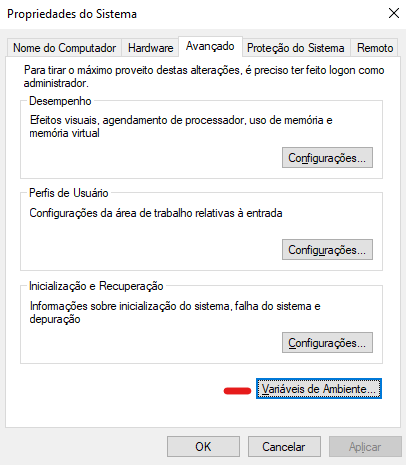 Propriedades do Sistema
Nome do Computador Hardware Avançado Proteção do Sistema Remoto
Para tirar o máximo proveito destas alterações, é preciso ter feito logon como
administrador.
Desempenho
Efeitos visuais, agendamento de processador, uso de memória e
memória virtual
Configurações...
Perfis de Usuário
Configurações da área de trabalho relativas à entrada
Configurações...
Inicialização e Recuperação
Informações sobre inicialização do sistema, falha do sistema e
depuração
Configurações...
Variáveis de Ambiente...
OK Cancelar Aplicar